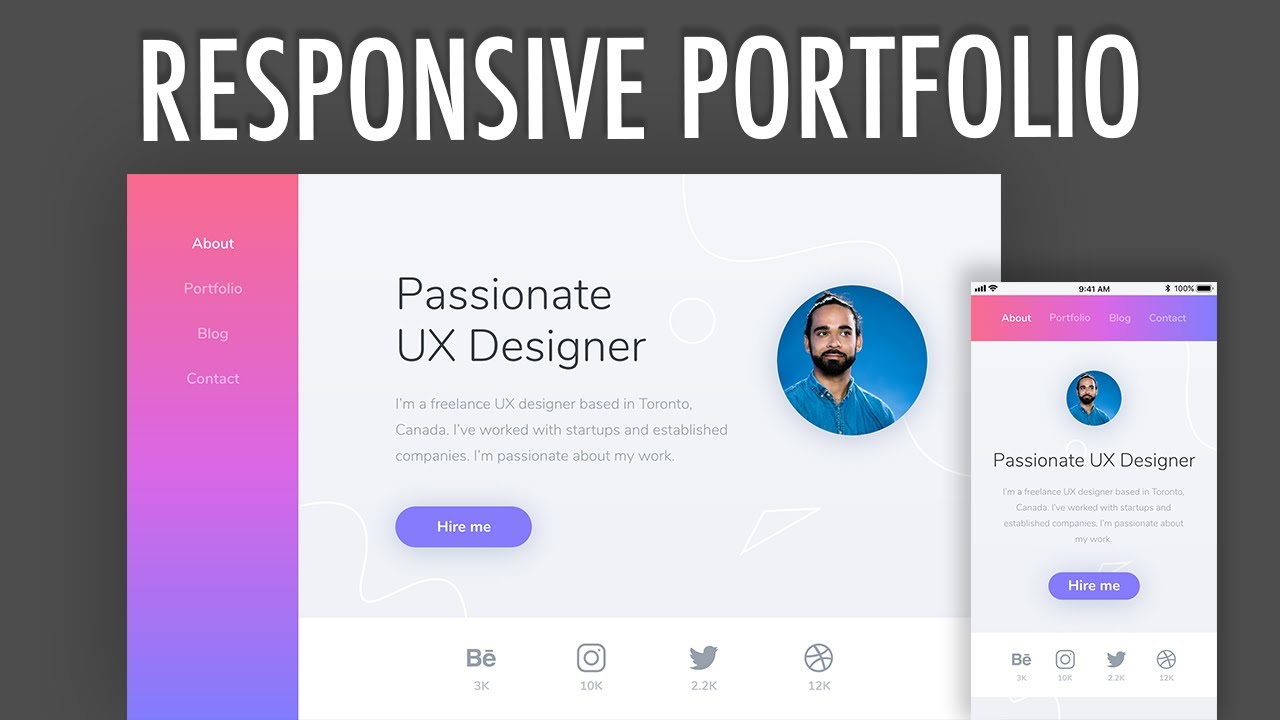 RESPONSIVE PORTFOLIO
About
Portfolio
Blog
Contact
Passionate
UX Designer
I'm a freelance UX designer based in Toronto,
Canada. I've worked with startups and established
companies. I'm passionate about my work.
Hire me
Bē
3K
10K
2.2K
12K
9:41 AM
100%
About Portfolio Blog Contact
Passionate UX Designer
I'm a freelance UX designer based in Toronto,
Canada. I've worked with startups and
established companies. I'm passionate about
my work.
Hire me
Bē
3K 10K 2.2K 12K